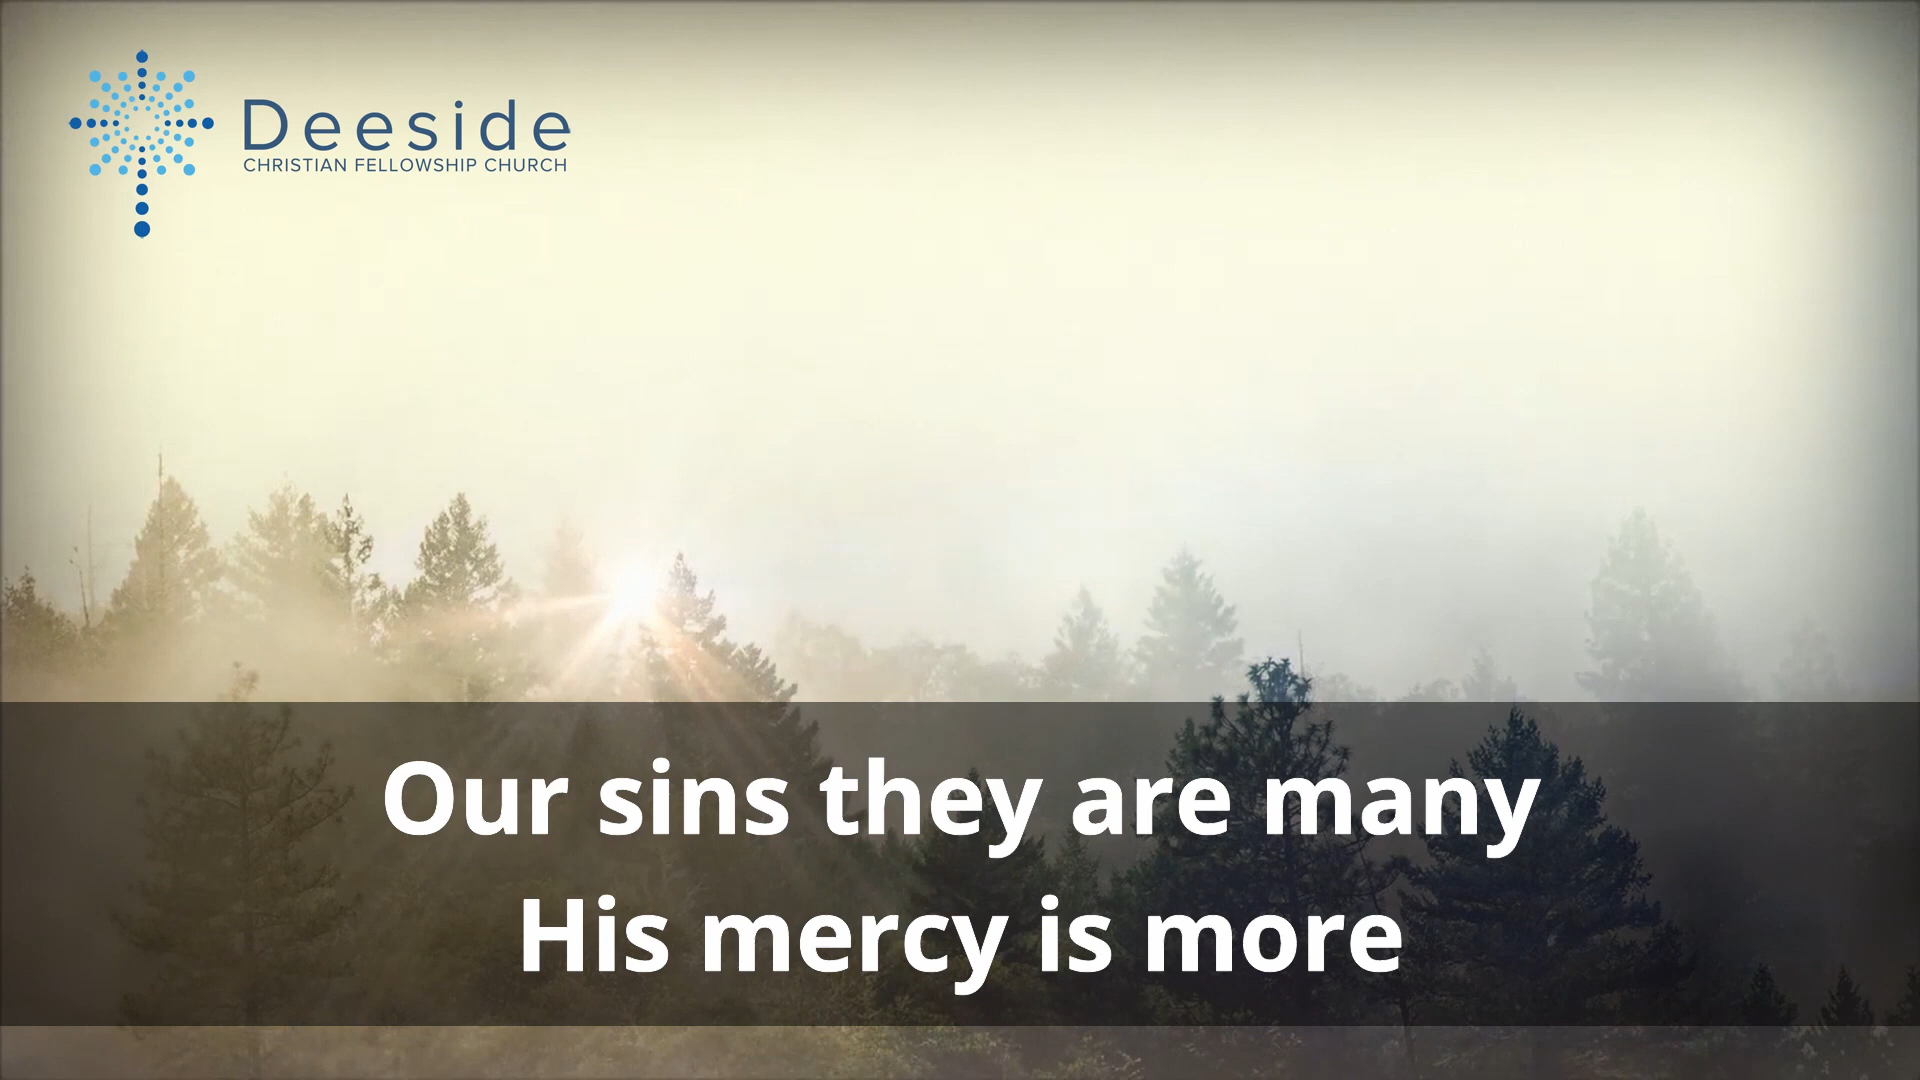 Deeside
CHRISTIAN FELLOWSHIP CHURCH
Our sins they are many
His mercy is more